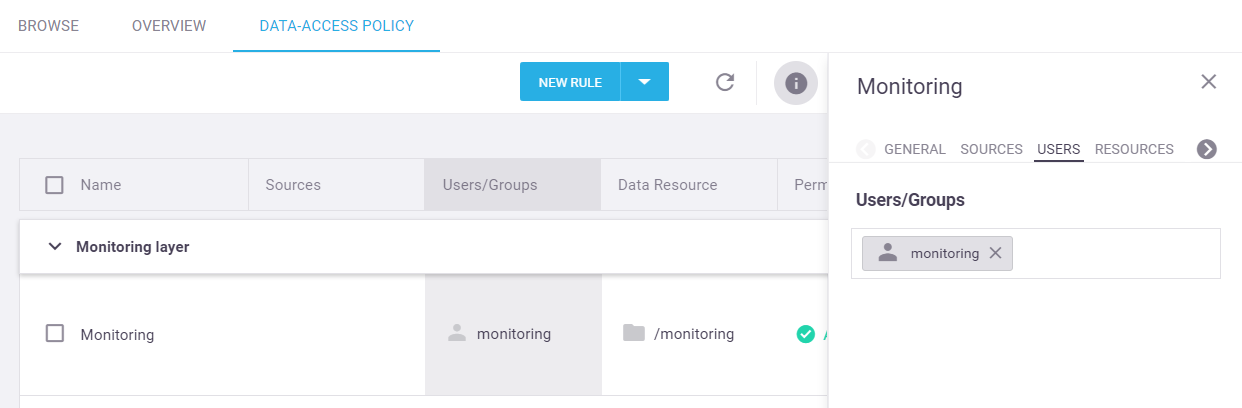 BROWSE OVERVIEW DATA-ACCESS POLICY
NEW RULE
Monitoring
GENERAL SOURCES USERS RESOURCES
Name Sources Users/Groups Data Resource
Users/Groups
Monitoring layer
monitoring
Monitoring monitoring /monitoring